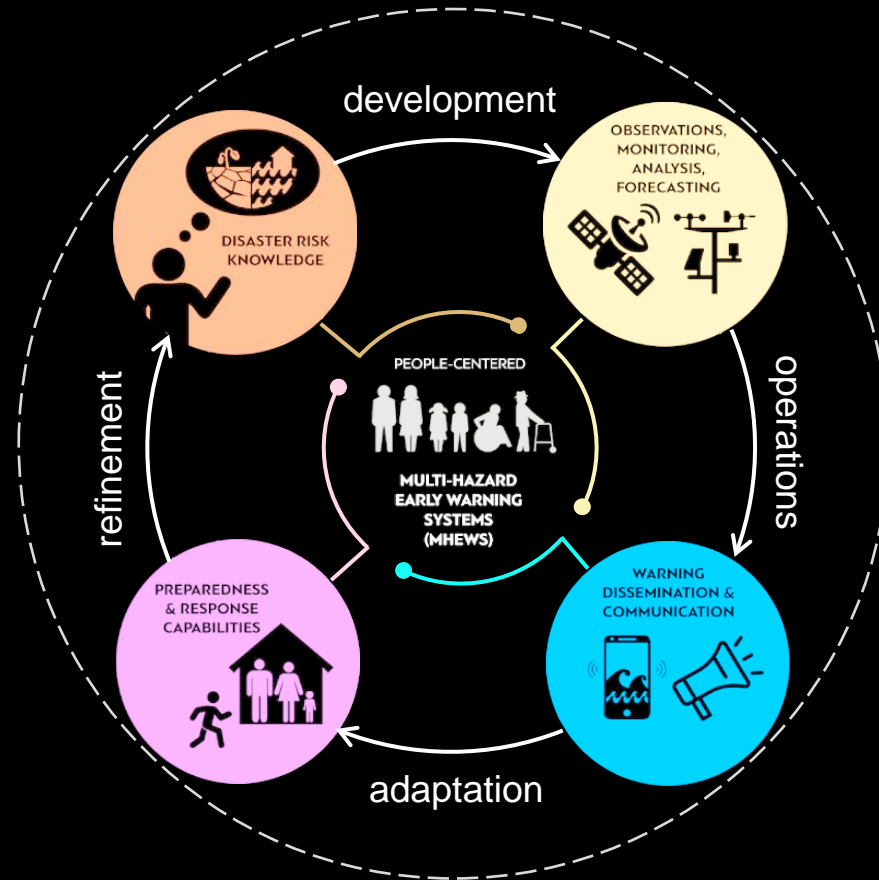 development
DISASTER RISK
KNOWLEDGE
OBSERVATIONS,
MONITORING,
ANALYSIS,
FORECASTING
operations
PEOPLE-CENTERED
MULTI-HAZARD
EARLY WARNING
SYSTEMS
(MHEWS)
refinement
PREPAREDNESS
& RESPONSE
CAPABILITIES
WARNING
DISSEMINATION &
COMMUNICATION
adaptation